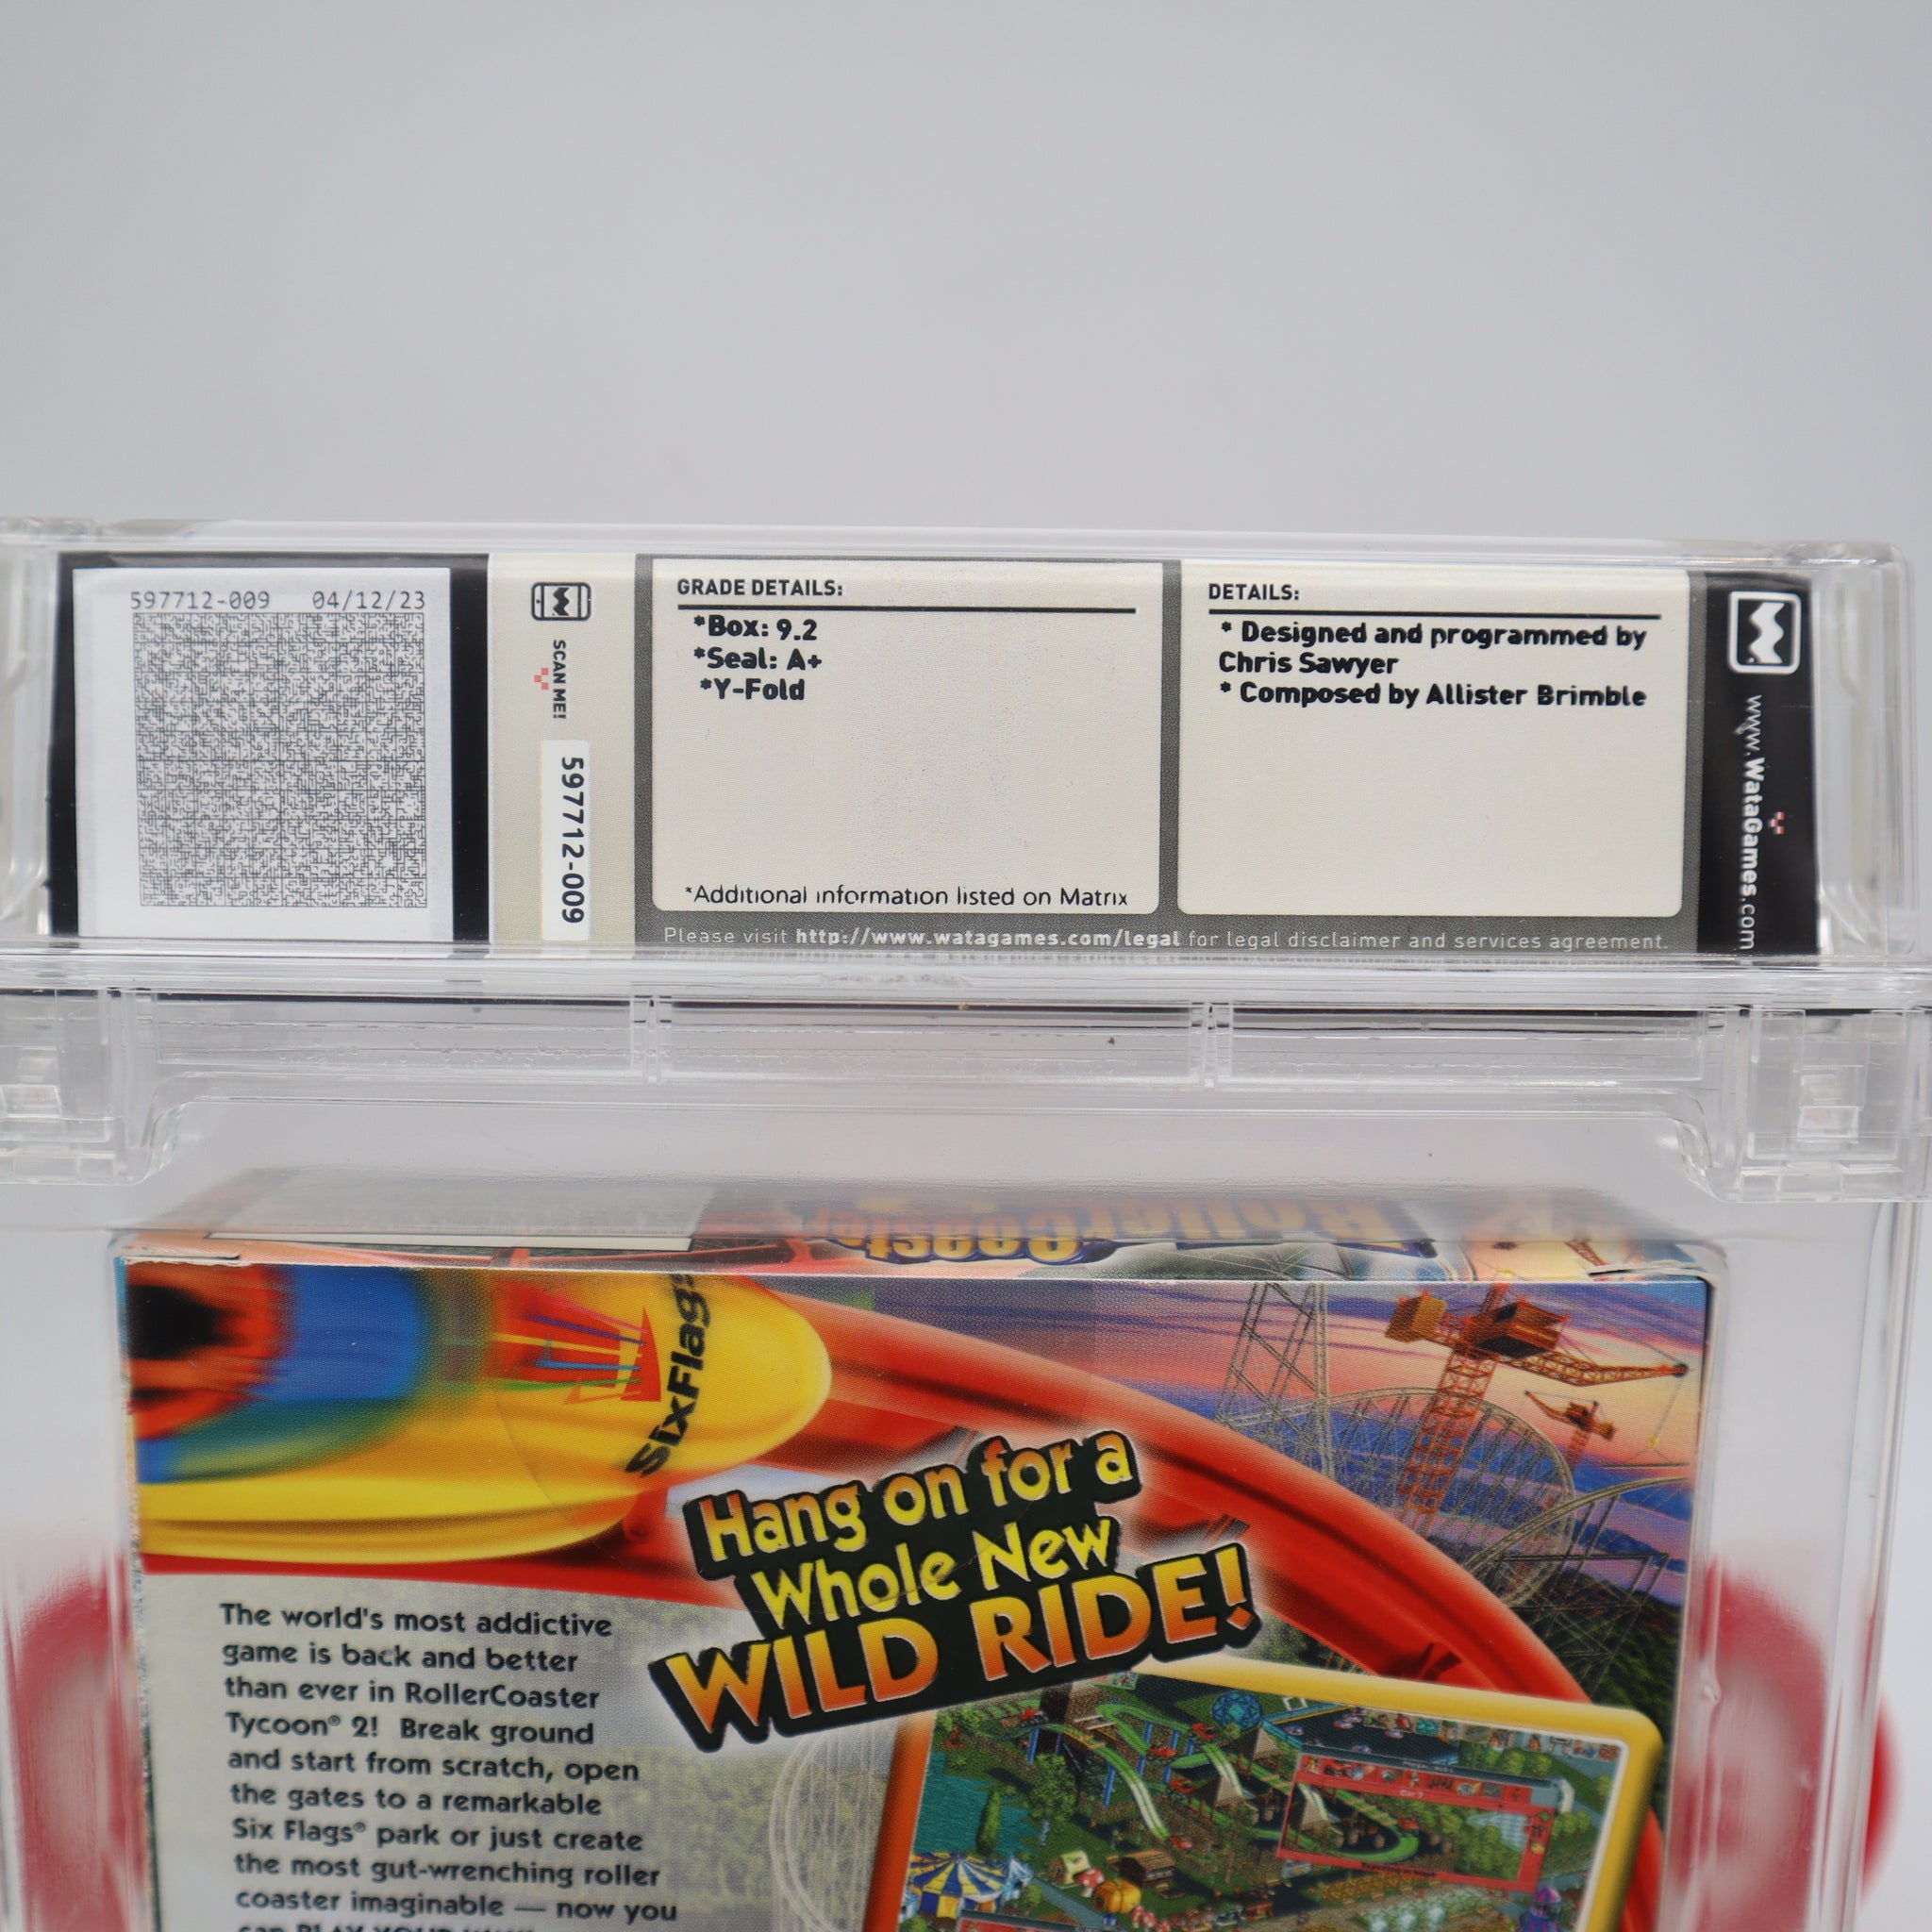 597712-009 04/12/23
SCAN ME!
597712-009
GRADE DETAILS:
*Box: 9.2
*Seal: A+
*Y-Fold
*Additional information listed on Matrix
DETAILS:
* Designed and programmed by
Chris Sawyer
* Composed by Allister Brimble
Please visit http://www.watagames.com/legal for legal disclaimer and services agreement.
www.WataGames.com
RollerCoaster
SixFlags
Hang on for a
Whole New
WILD RIDE!
The world's most addictive
game is back and better
than ever in RollerCoaster
Tycoon® 2! Break ground
and start from scratch, open
the gates to a remarkable
Six Flags® park or just create
the most gut-wrenching roller
coaster imaginable — now you
can PLAY YOUR